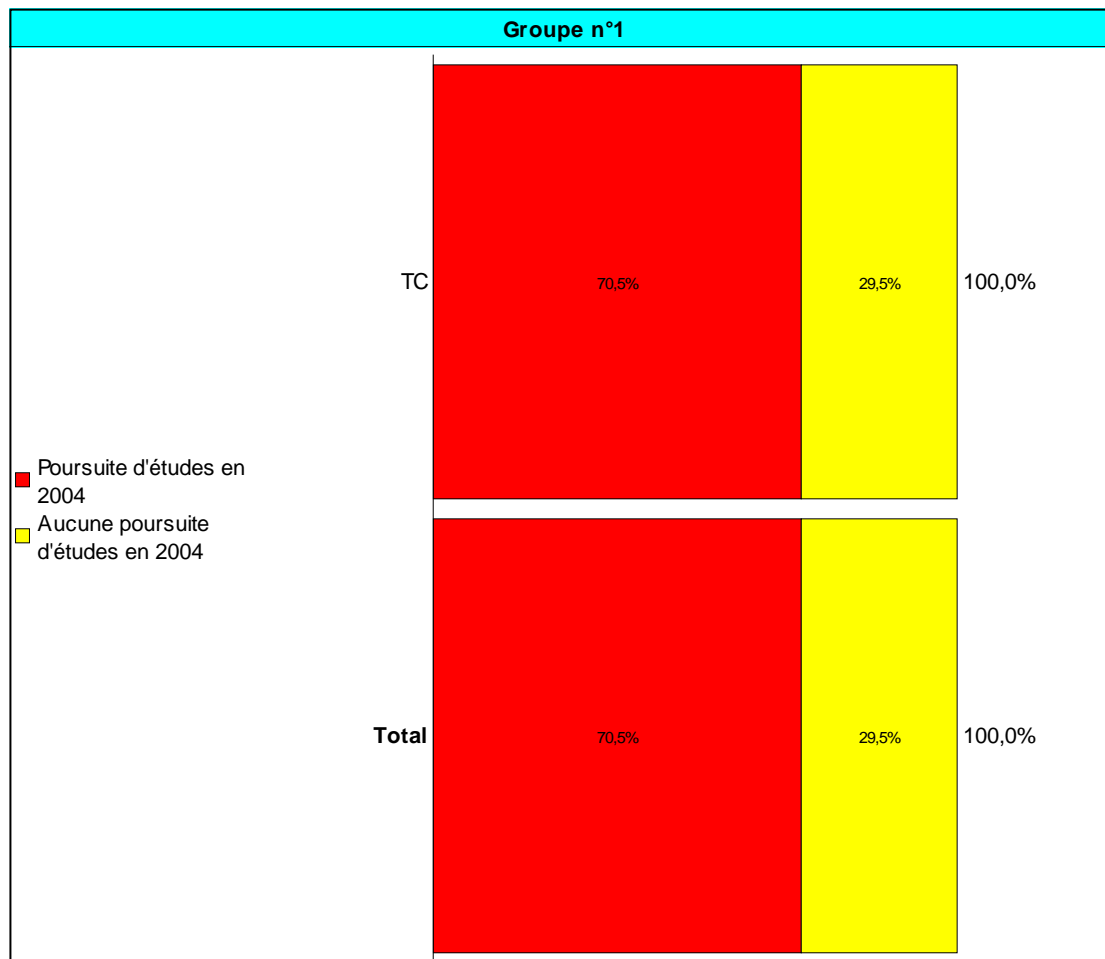 Groupe n°1
TC
70,5%
29,5%
100,0%
Poursuite d'études en
2004
Aucune poursuite
d'études en 2004
Total
70,5%
29,5%
100,0%